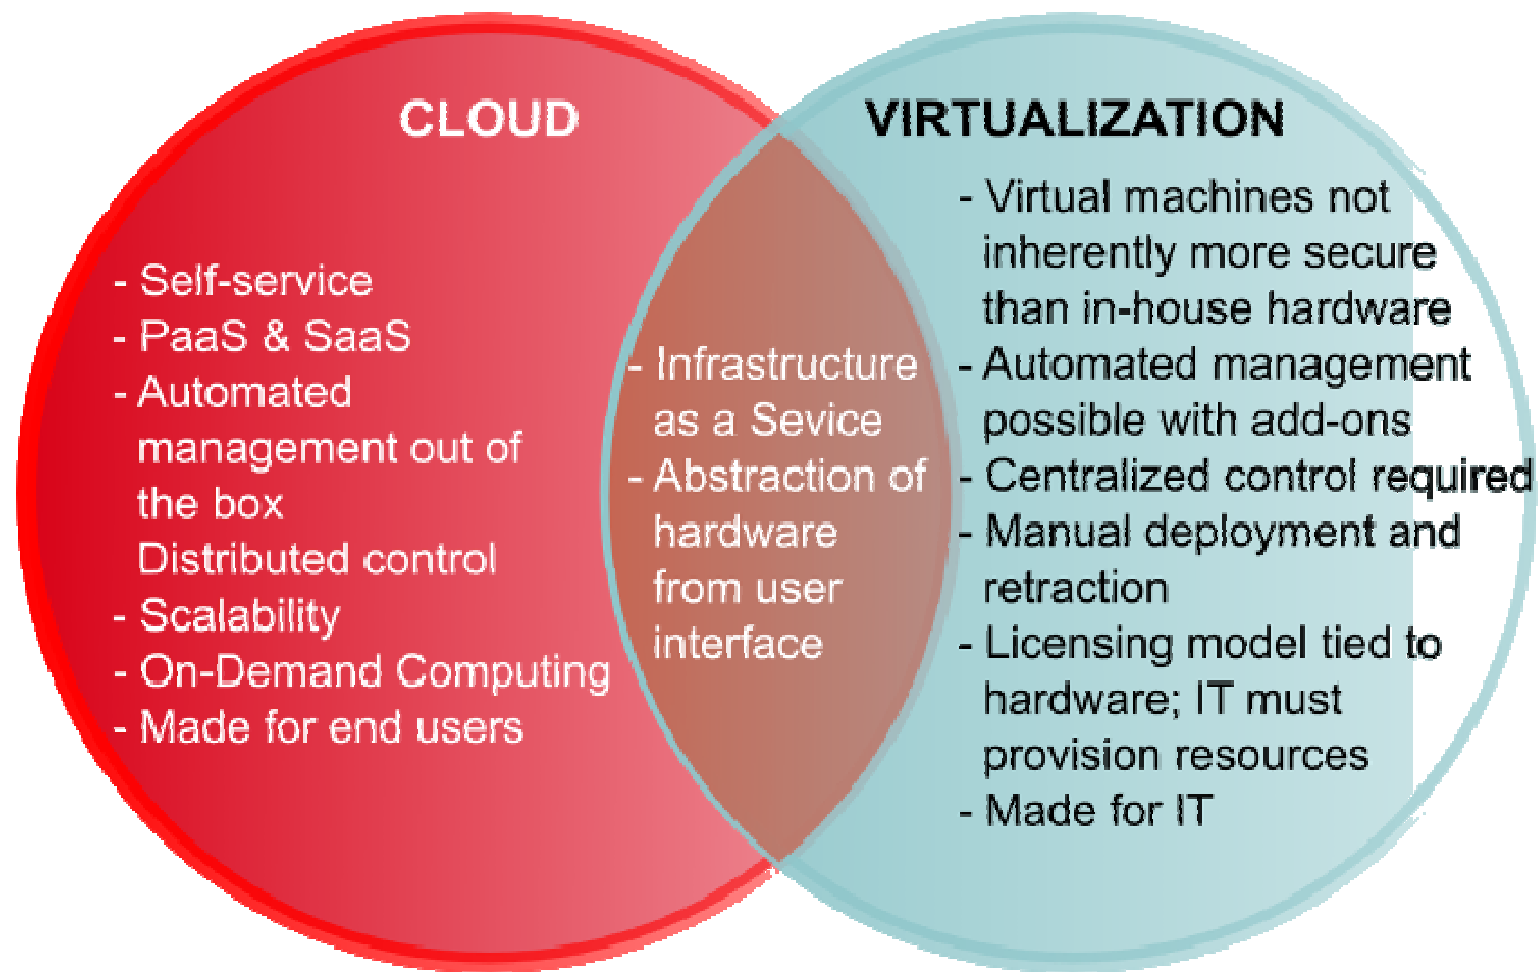 CLOUD
- Self-service
- PaaS & SaaS
- Automated
management out of
the box
Distributed control
- Scalability
- On-Demand Computing
- Made for end users
- Infrastructure
as a Sevice
- Abstraction of
hardware
from user
interface
VIRTUALIZATION
- Virtual machines not
inherently more secure
than in-house hardware
- Automated management
possible with add-ons
- Centralized control required
- Manual deployment and
retraction
- Licensing model tied to
hardware; IT must
provision resources
- Made for IT